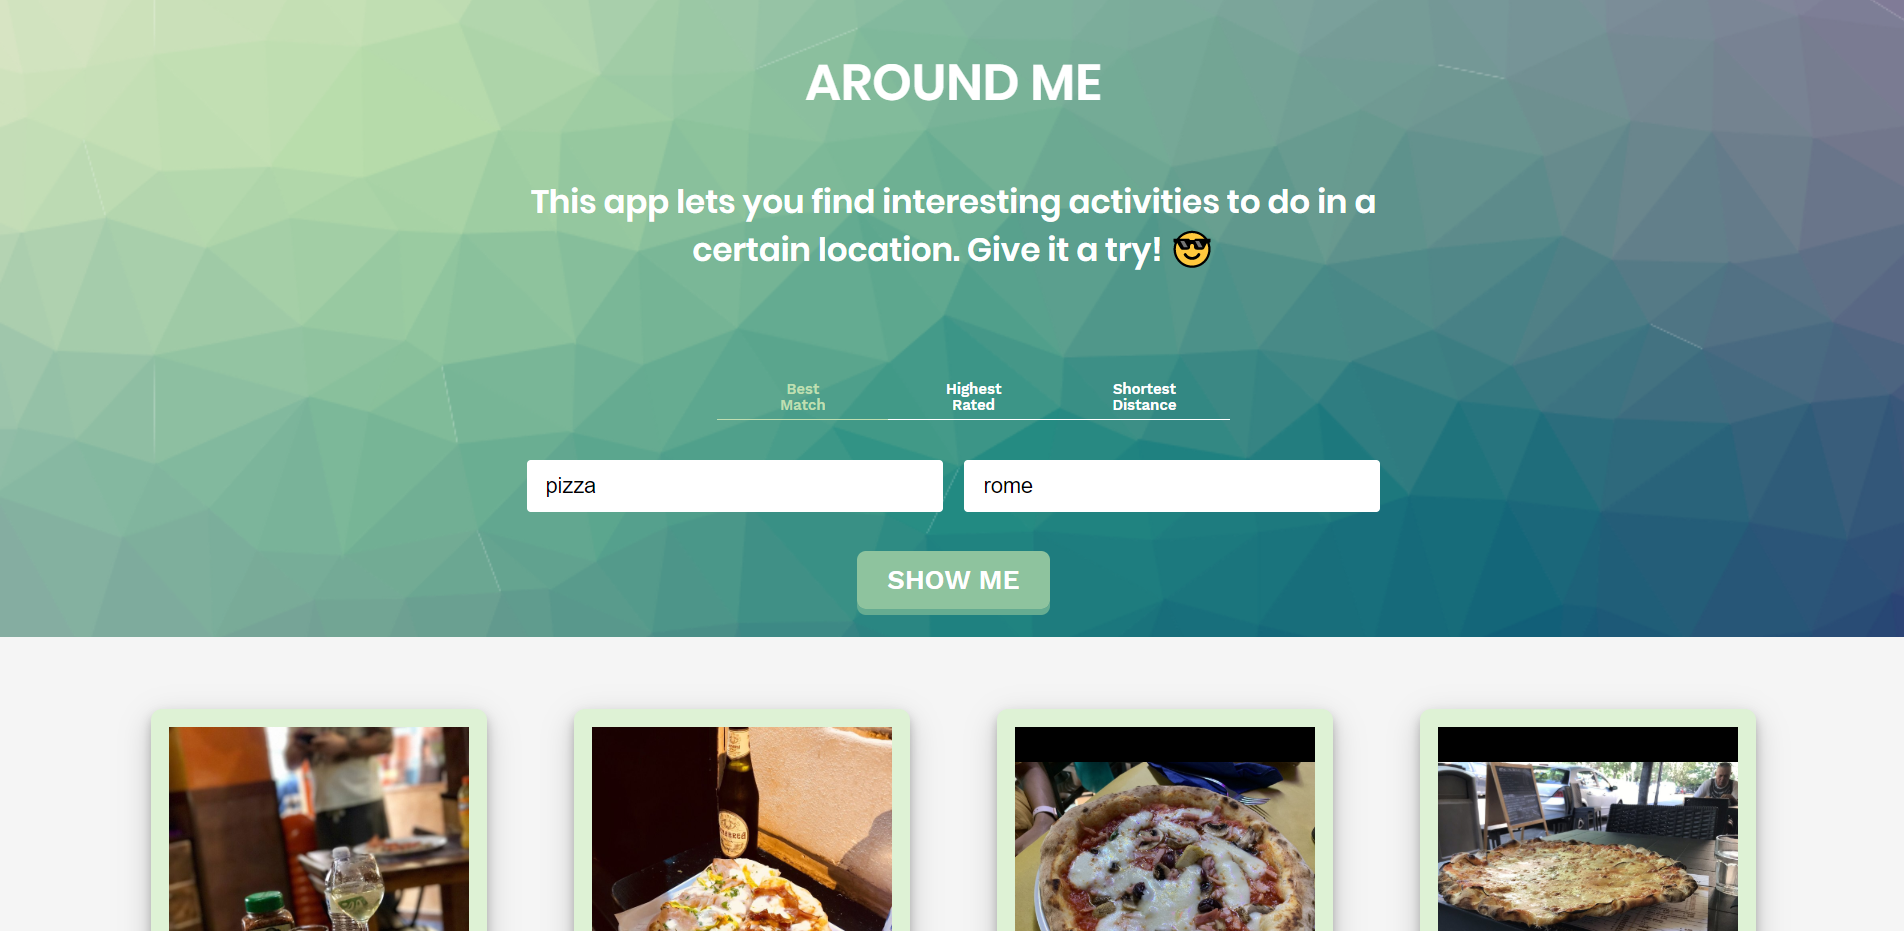 AROUND ME
This app lets you find interesting activities to do in a
certain location. Give it a try!
Best
Match
Highest
Rated
Shortest
Distance
pizza
rome
SHOW ME